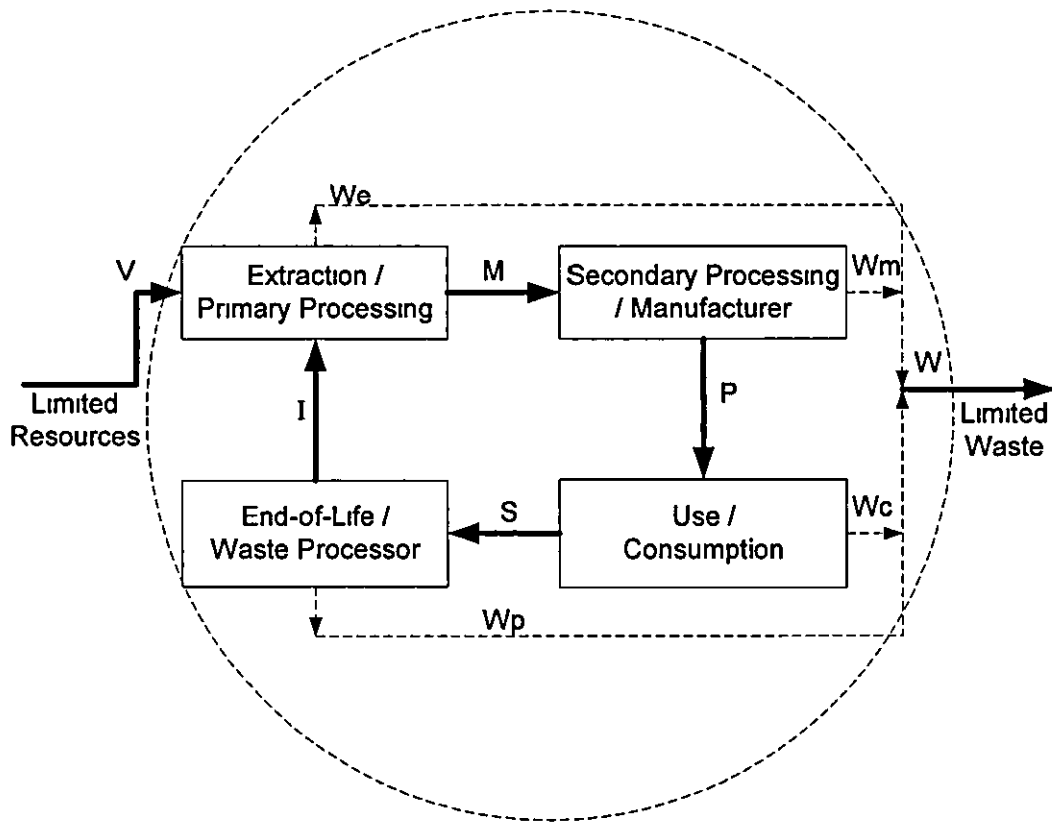 We
V
Extraction /
Primary Processing
M
Secondary Processing
/ Manufacturer
Wm
Limited
Resources
I
P
W
Limited
Waste
End-of-Life /
Waste Processor
S
Use /
Consumption
Wc
Wp